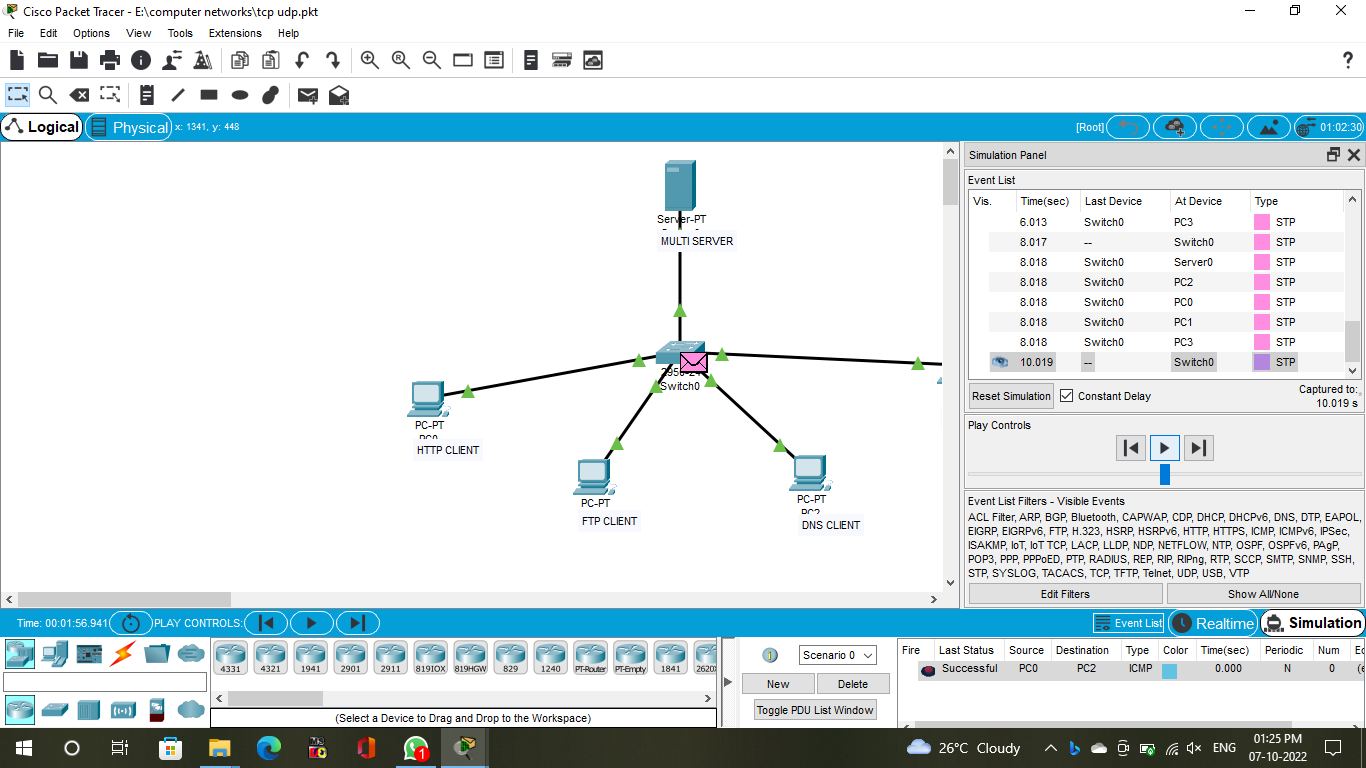 Cisco Packet Tracer - E:\computer networks\tcp udp.pkt
File Edit Options View Tools Extensions Help
Logical Physical x: 1341, y: 448 [Root] 01:02:30
Server-PT
MULTI SERVER
Switch0
PC-PT
HTTP CLIENT
PC-PT
FTP CLIENT
PC-PT
PC2
DNS CLIENT
Simulation Panel
Event List
Vis. Time(sec) Last Device At Device Type
6.013 Switch0 PC3 STP
8.017 -- Switch0 STP
8.018 Switch0 Server0 STP
8.018 Switch0 PC2 STP
8.018 Switch0 PC0 STP
8.018 Switch0 PC1 STP
8.018 Switch0 PC3 STP
10.019 -- Switch0 STP
Reset Simulation Constant Delay Captured to:
10.019 s
Play Controls
Event List Filters - Visible Events
ACL Filter, ARP, BGP, Bluetooth, CAPWAP, CDP, DHCP, DHCPv6, DNS, DTP, EAPOL,
EIGRP, EIGRPv6, FTP, H.323, HSRP, HSRPv6, HTTP, HTTPS, ICMP, ICMPv6, IPSec,
ISAKMP, IoT, IoT TCP, LACP, LLDP, NDP, NETFLOW, NTP, OSPF, OSPFv6, PAgP,
POP3, PPP, PPPoED, PTP, RADIUS, REP, RIP, RIPng, RTP, SCCP, SMTP, SNMP, SSH,
STP, SYSLOG, TACACS, TCP, TFTP, Telnet, UDP, USB, VTP
Edit Filters Show All/None
Time: 00:01:56.941 PLAY CONTROLS: Event List Realtime Simulation
4331 4321 1941 2901 2911 819IOX 819HGW 829 1240 PT-Router PT-Empty 1841 2620X
(Select a Device to Drag and Drop to the Workspace)
Scenario 0
New Delete
Toggle PDU List Window
Fire Last Status Source Destination Type Color Time(sec) Periodic Num Ed
Successful PC0 PC2 ICMP 0.000 N 0 (e
1
26°C Cloudy ENG 01:25 PM
07-10-2022